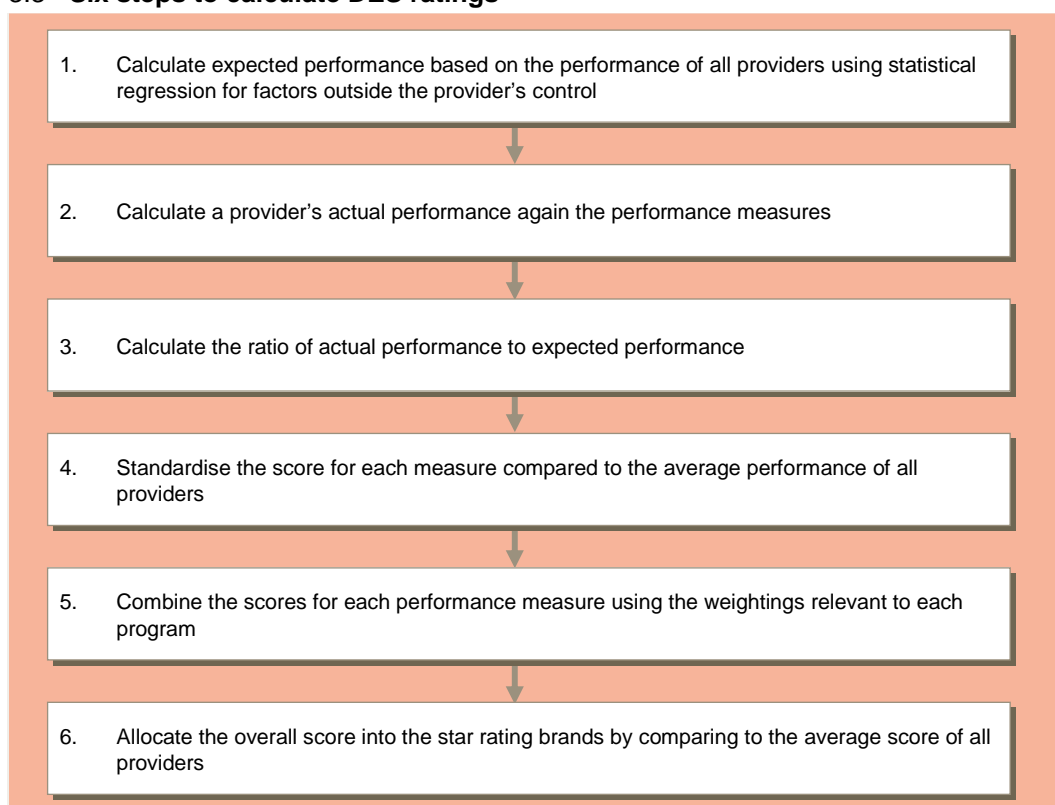 Six steps to calculate DES ratings
1. Calculate expected performance based on the performance of all providers using statistical
regression for factors outside the provider's control
2. Calculate a provider's actual performance again the performance measures
3. Calculate the ratio of actual performance to expected performance
4. Standardise the score for each measure compared to the average performance of all
providers
5. Combine the scores for each performance measure using the weightings relevant to each
program
6. Allocate the overall score into the star rating brands by comparing to the average score of all
providers